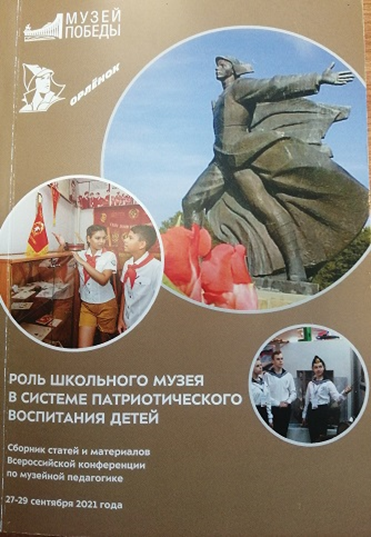 МУЗЕЙ
ПОБЕДЫ
ОРЛЁНОК
РОЛЬ ШКОЛЬНОГО МУЗЕЯ
В СИСТЕМЕ ПАТРИОТИЧЕСКОГО
ВОСПИТАНИЯ ДЕТЕЙ
Сборник статей и материалов
Всероссийской конференции
по музейной педагогике
27-29 сентября 2021 года